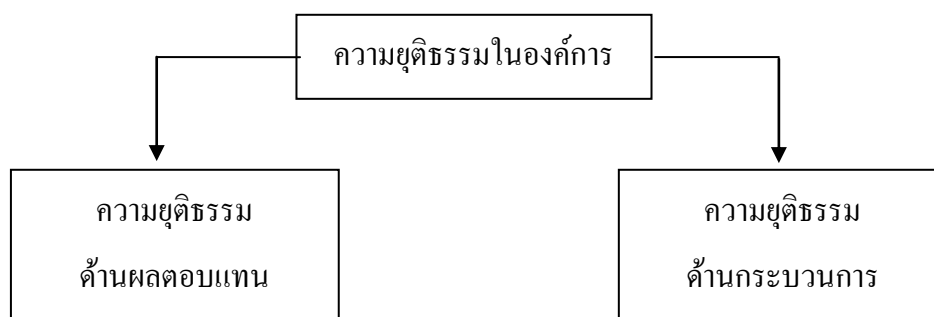 ความยุติธรรมในองค์การ
ความยุติธรรม
ด้านผลตอบแทน
ความยุติธรรม
ด้านกระบวนการ